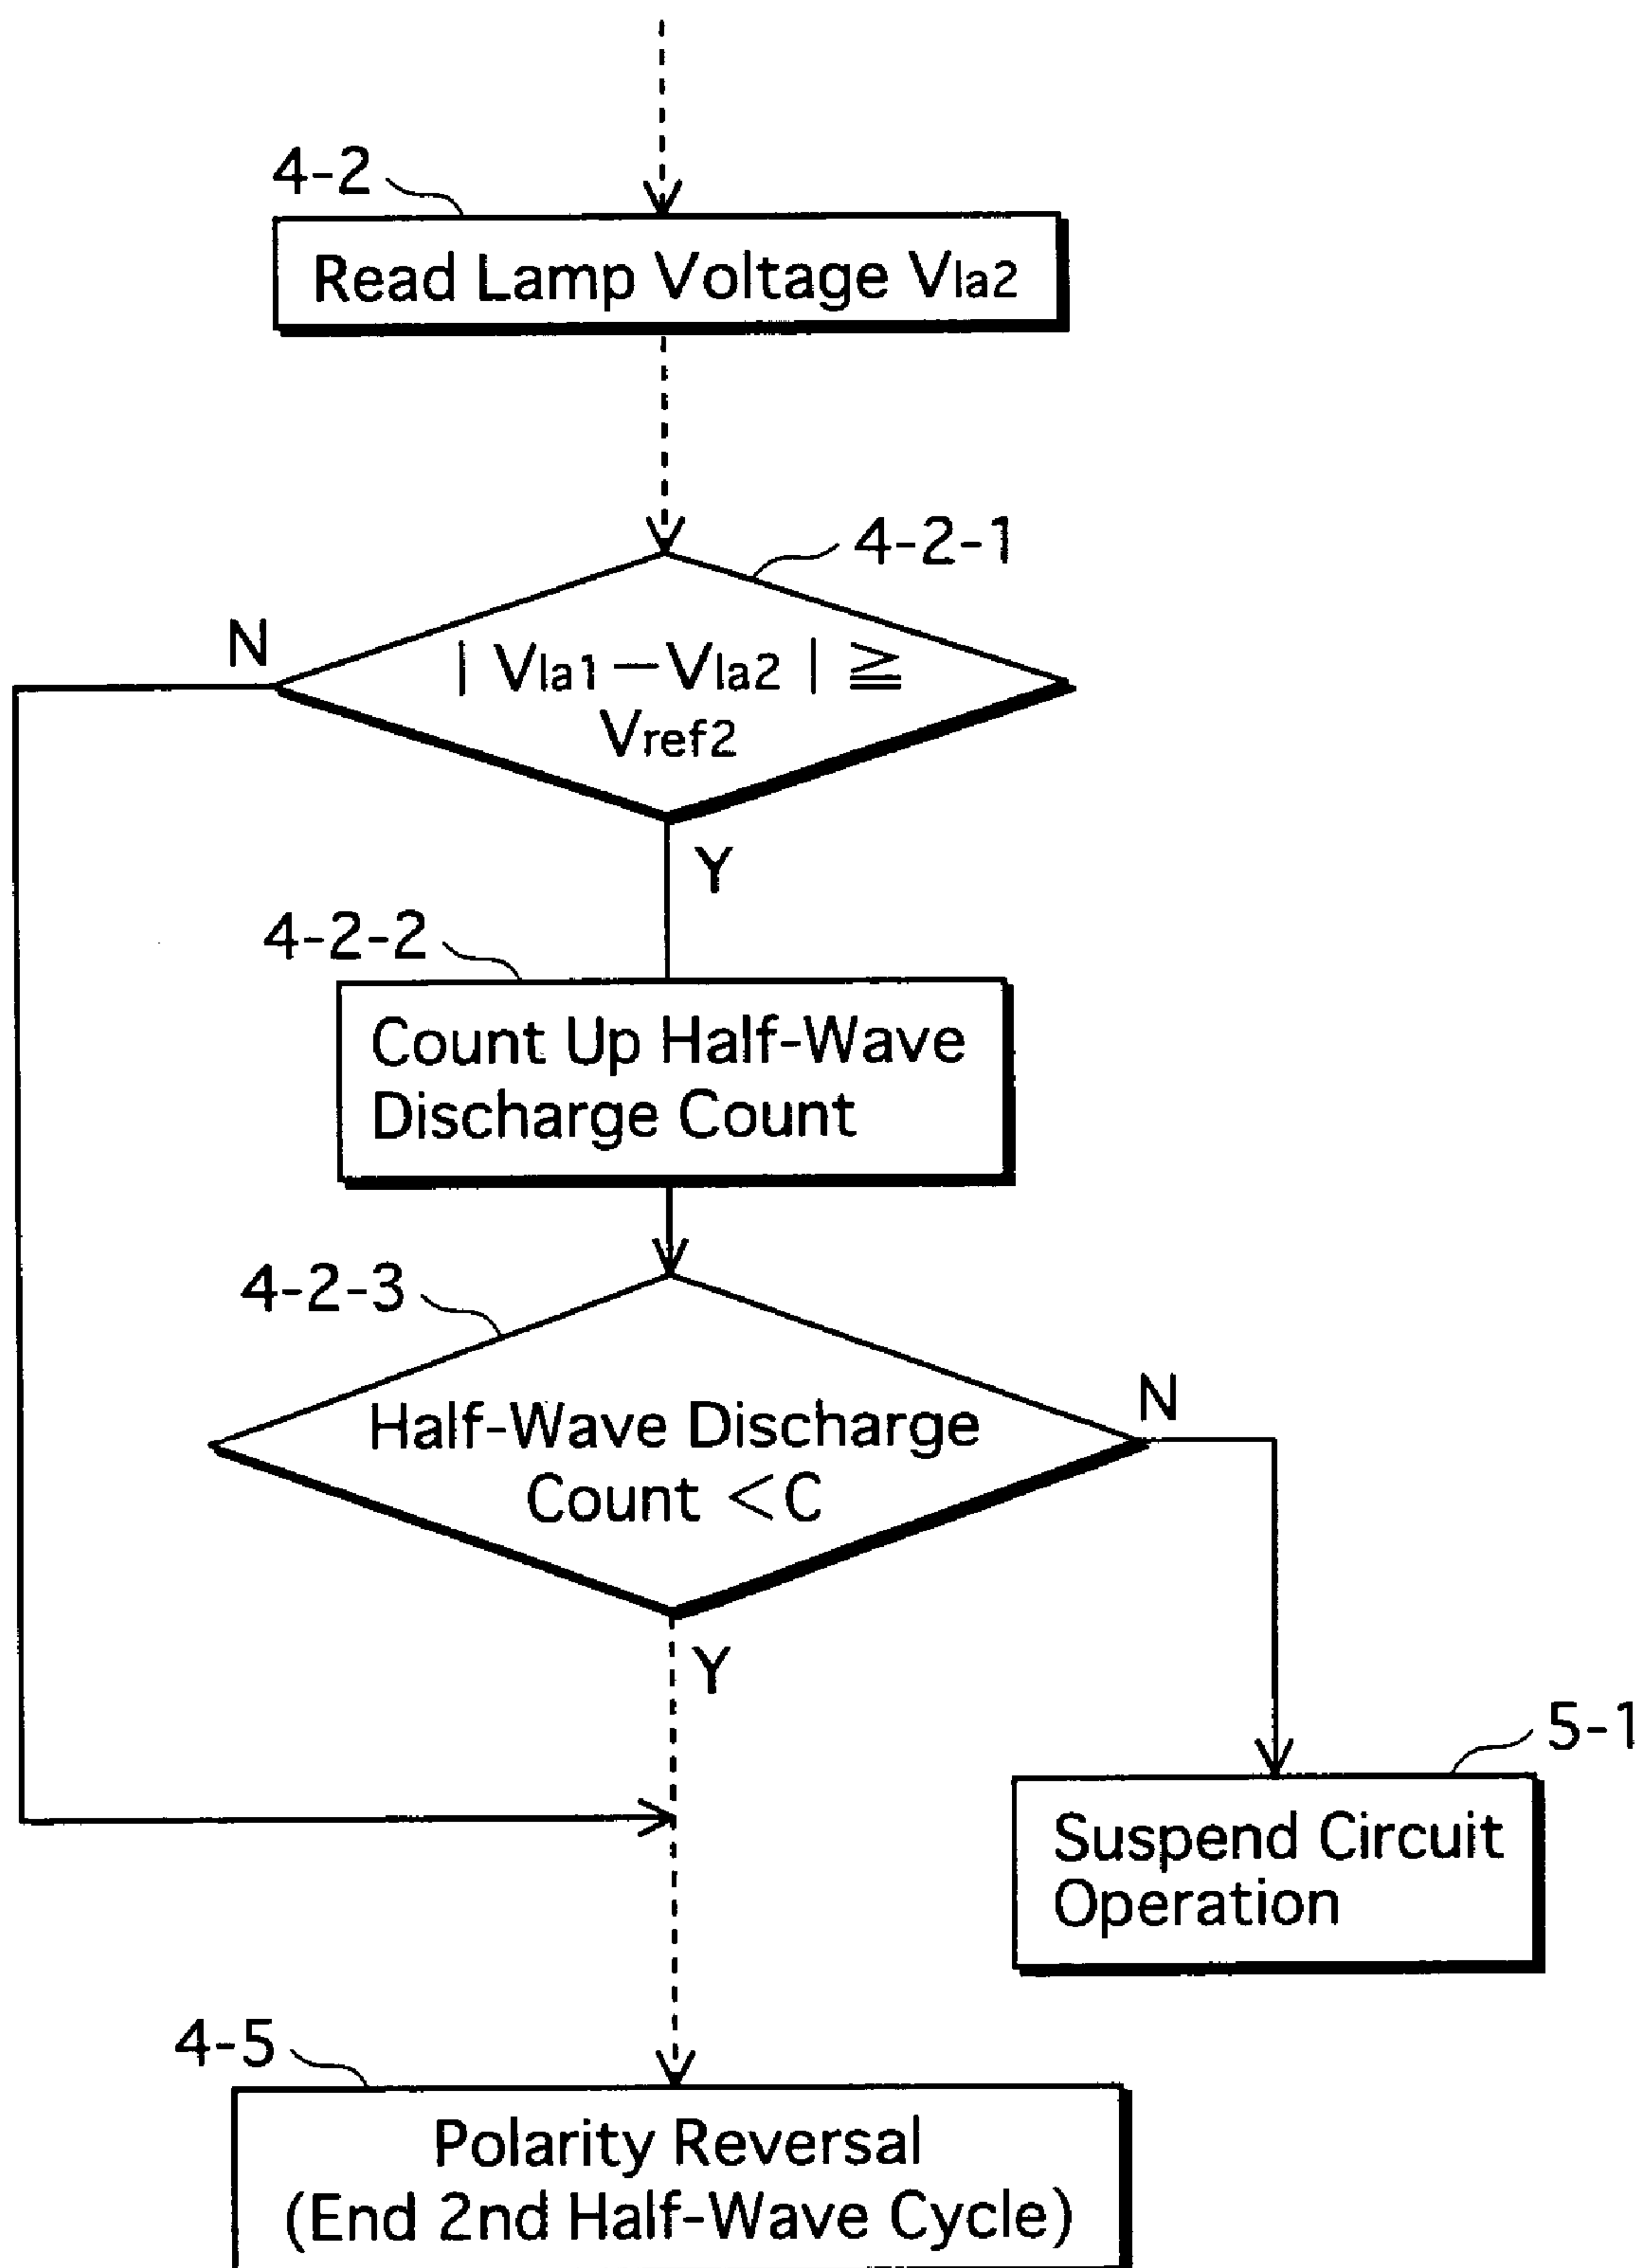 4-2
Read Lamp Voltage Vla2
4-2-1
N
| Vla1－Vla2 | ≧
Vref2
Y
4-2-2
Count Up Half-Wave
Discharge Count
4-2-3
N
Half-Wave Discharge
Count ＜C
Y
5-1
Suspend Circuit
Operation
4-5
Polarity Reversal
(End 2nd Half-Wave Cycle)